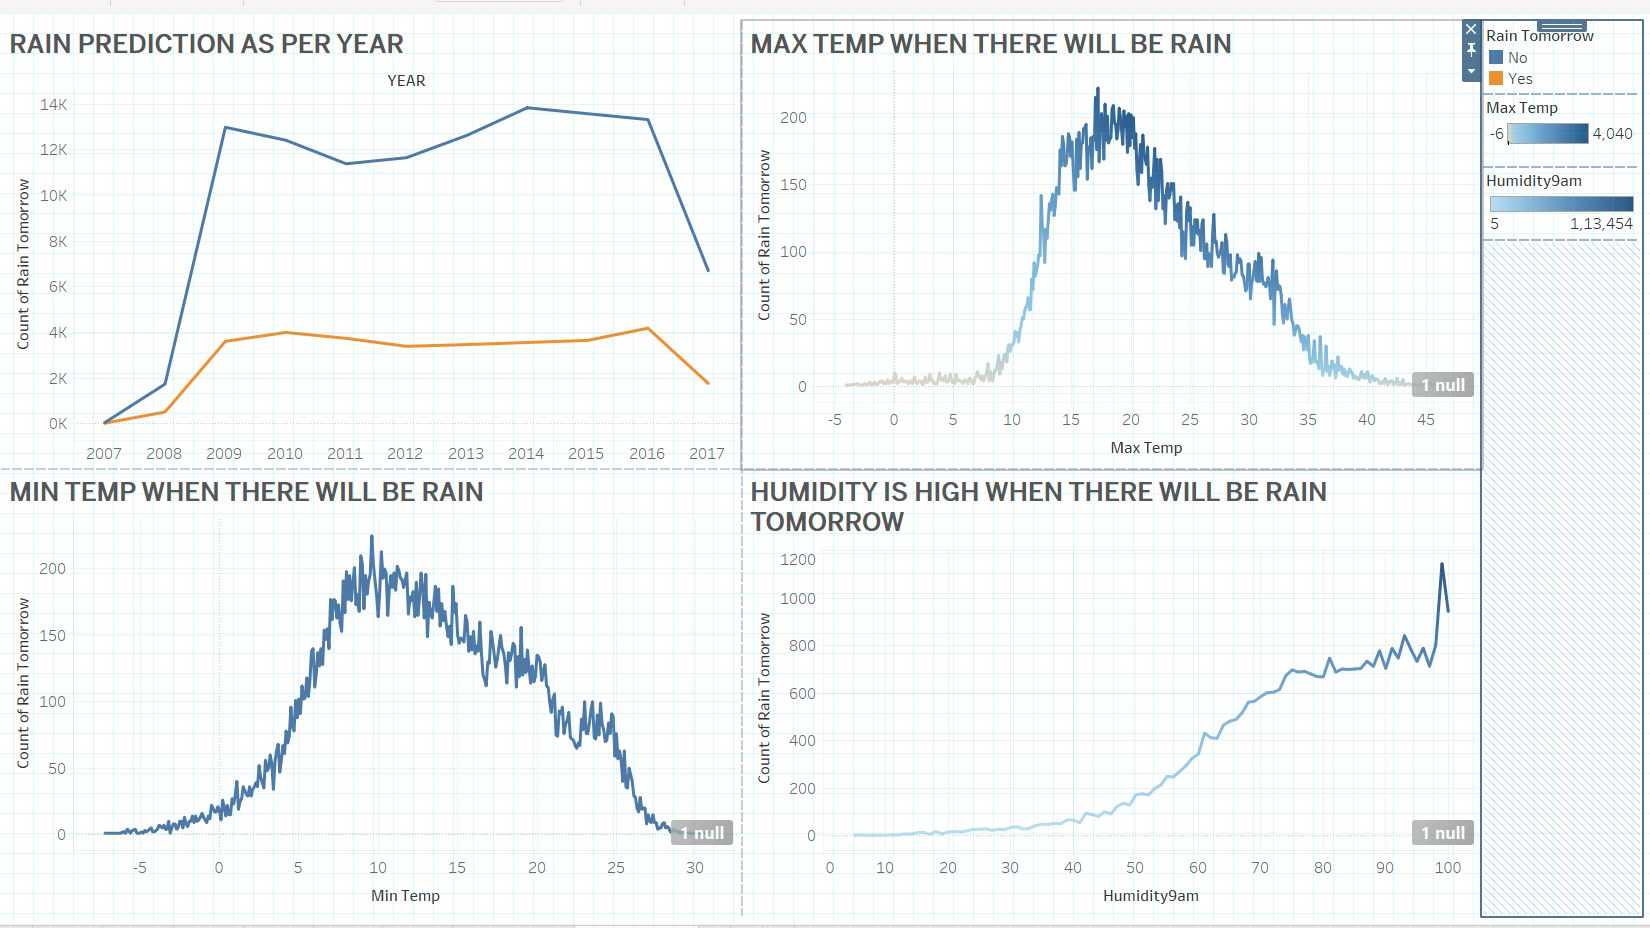 RAIN PREDICTION AS PER YEAR
YEAR
Count of Rain Tomorrow
14K
12K
10K
8K
6K
4K
2K
0K
2007 2008 2009 2010 2011 2012 2013 2014 2015 2016 2017
MAX TEMP WHEN THERE WILL BE RAIN
Count of Rain Tomorrow
200
150
100
50
0
1 null
-5 0 5 10 15 20 25 30 35 40 45
Max Temp
Rain Tomorrow
No
Yes
Max Temp
-6 4,040
Humidity9am
5 1,13,454
MIN TEMP WHEN THERE WILL BE RAIN
Count of Rain Tomorrow
200
150
100
50
0
1 null
-5 0 5 10 15 20 25 30
Min Temp
HUMIDITY IS HIGH WHEN THERE WILL BE RAIN
TOMORROW
Count of Rain Tomorrow
1200
1000
800
600
400
200
0
1 null
0 10 20 30 40 50 60 70 80 90 100
Humidity9am